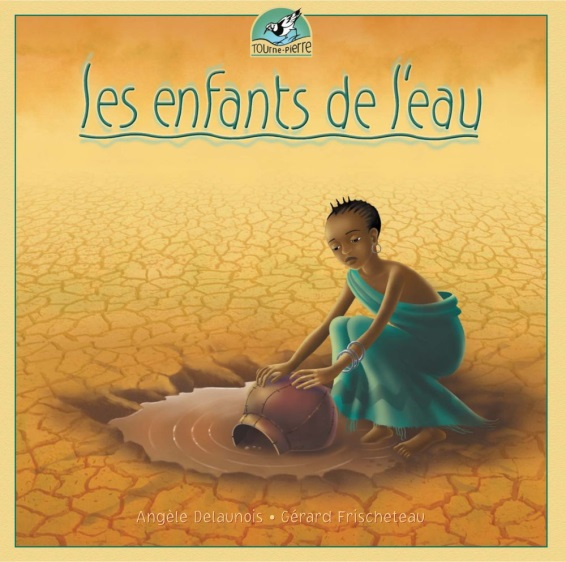 TOUrne-Pierre
les enfants de l'eau
Angèle Delaunois • Gérard Frischeteau